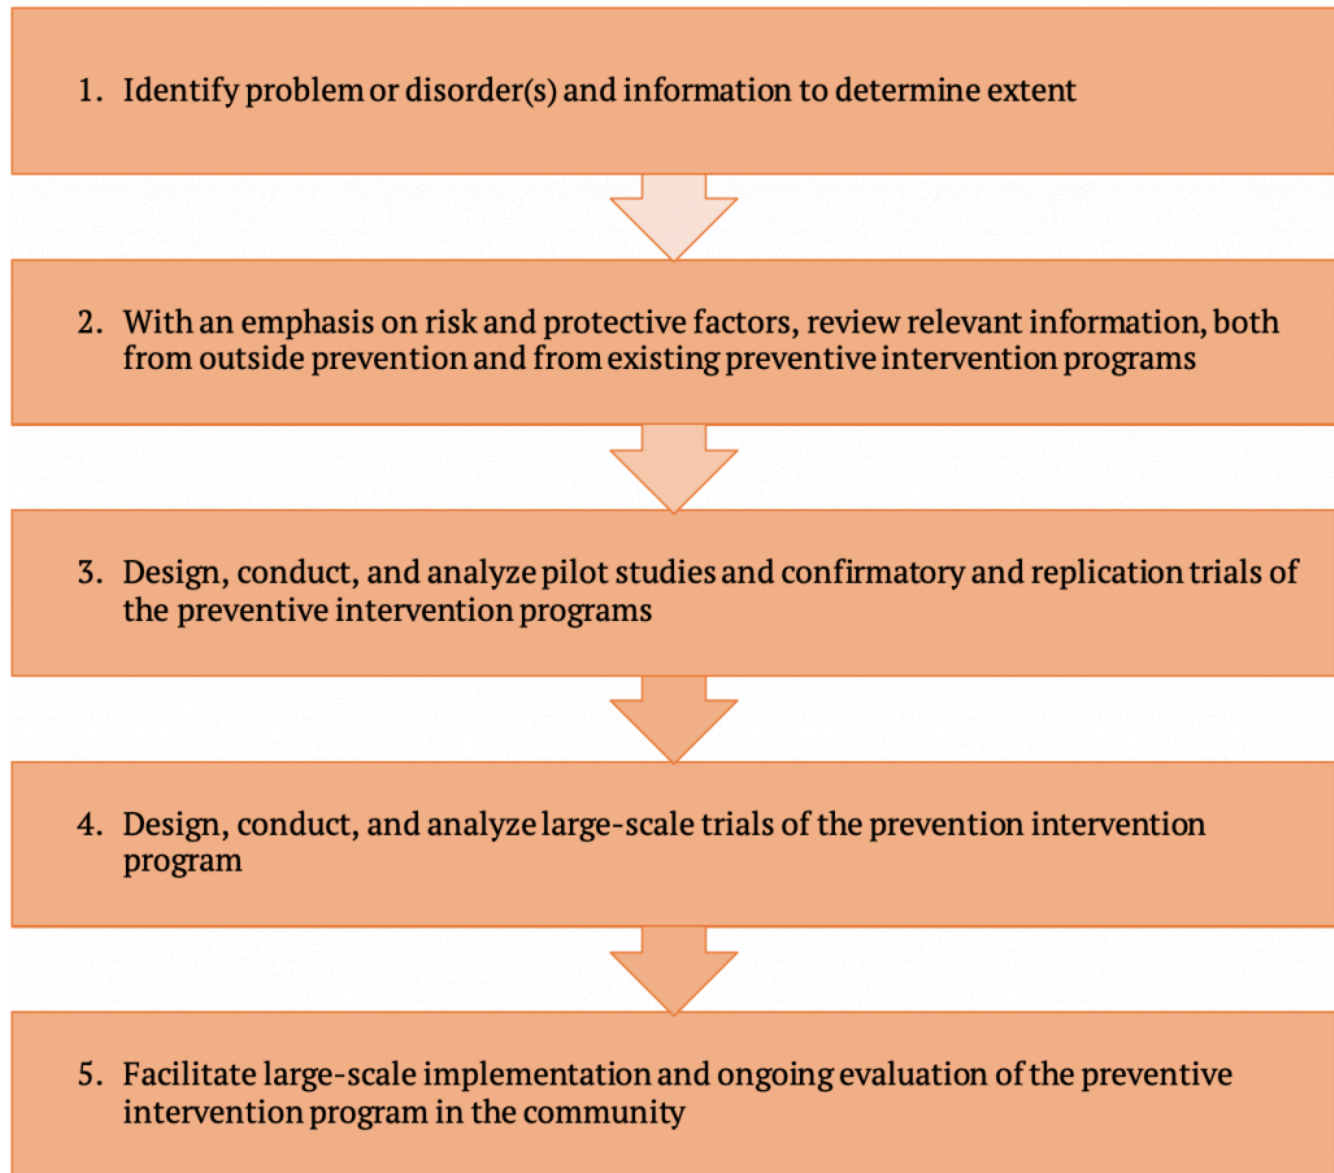 1. Identify problem or disorder(s) and information to determine extent
2. With an emphasis on risk and protective factors, review relevant information, both
from outside prevention and from existing preventive intervention programs
3. Design, conduct, and analyze pilot studies and confirmatory and replication trials of
the preventive intervention programs
4. Design, conduct, and analyze large-scale trials of the prevention intervention
program
5. Facilitate large-scale implementation and ongoing evaluation of the preventive
intervention program in the community